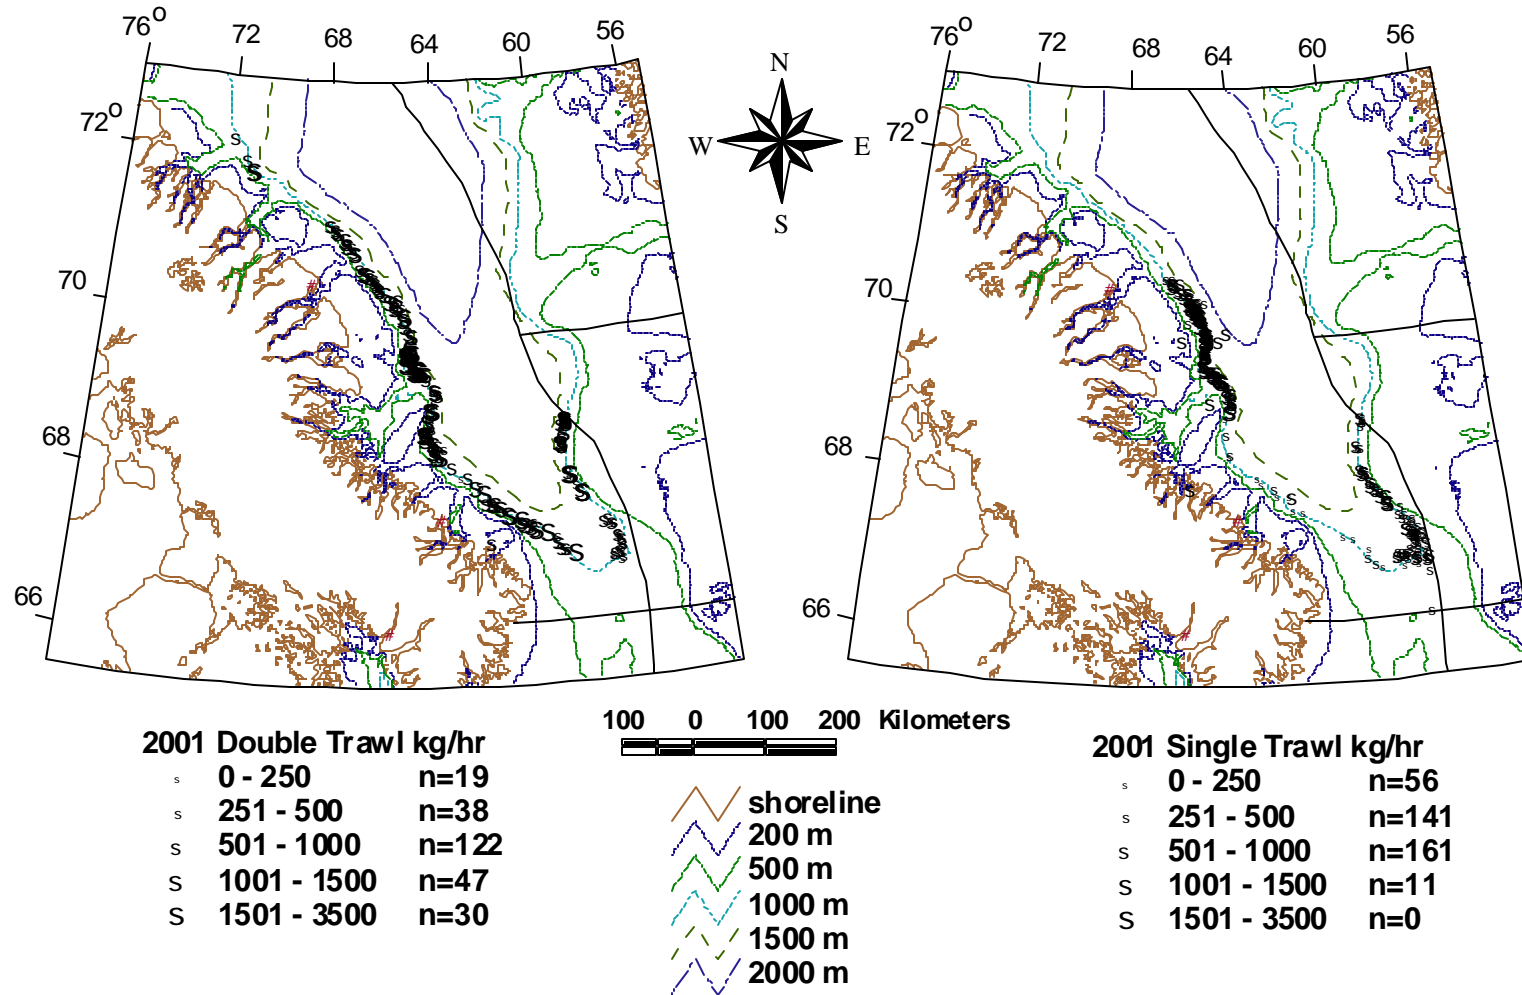 76° 72 68 64 60 56
72°
70
68
66
N
W E
S
76° 72 68 64 60 56
72°
70
68
66
2001 Double Trawl kg/hr
s 0 - 250 n=19
s 251 - 500 n=38
s 501 - 1000 n=122
s 1001 - 1500 n=47
s 1501 - 3500 n=30
100 0 100 200 Kilometers
shoreline
200 m
500 m
1000 m
1500 m
2000 m
2001 Single Trawl kg/hr
s 0 - 250 n=56
s 251 - 500 n=141
s 501 - 1000 n=161
s 1001 - 1500 n=11
s 1501 - 3500 n=0